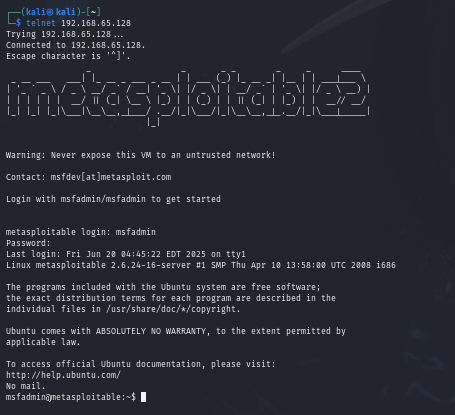 ┌──(kali㉿kali)-[~]
└─$ telnet 192.168.65.128
Trying 192.168.65.128...
Connected to 192.168.65.128.
Escape character is '^]'.
metasploitable2
Warning: Never expose this VM to an untrusted network!
Contact: msfdev[at]metasploit.com
Login with msfadmin/msfadmin to get started
metasploitable login: msfadmin
Password:
Last login: Fri Jun 20 04:45:22 EDT 2025 on tty1
Linux metasploitable 2.6.24-16-server #1 SMP Thu Apr 10 13:58:00 UTC 2008 i686
The programs included with the Ubuntu system are free software;
the exact distribution terms for each program are described in the
individual files in /usr/share/doc/*/copyright.
Ubuntu comes with ABSOLUTELY NO WARRANTY, to the extent permitted by
applicable law.
To access official Ubuntu documentation, please visit:
http://help.ubuntu.com/
No mail.
msfadmin@metasploitable:~$